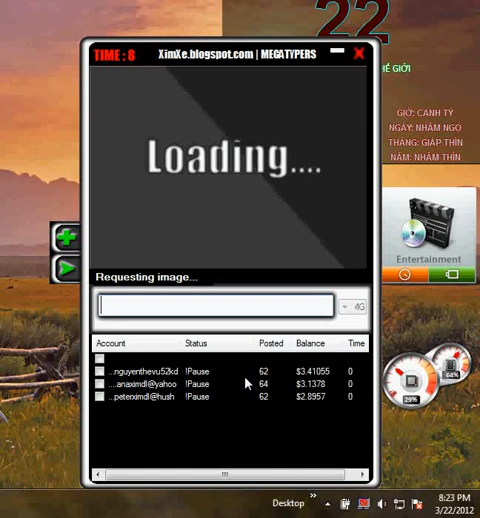 22
HẾ GIỚI
TIME : 8 XimXe.blogspot.com | MEGATYPERS
GIỜ: CANH TÝ
NGÀY: NHÂM NGỌ
THÁNG: GIÁP THÌN
NĂM: NHÂM THÌN
Loading....
Entertainment
Requesting image...
4G
Account Status Posted Balance Time
...nguyenthevu52kd !Pause 62 $3.41055 0
....anaximdl@yahoo !Pause 64 $3.1378 0
...peterximdl@hush !Pause 62 $2.8957 0
29%
64%
Desktop
8:23 PM
3/22/2012